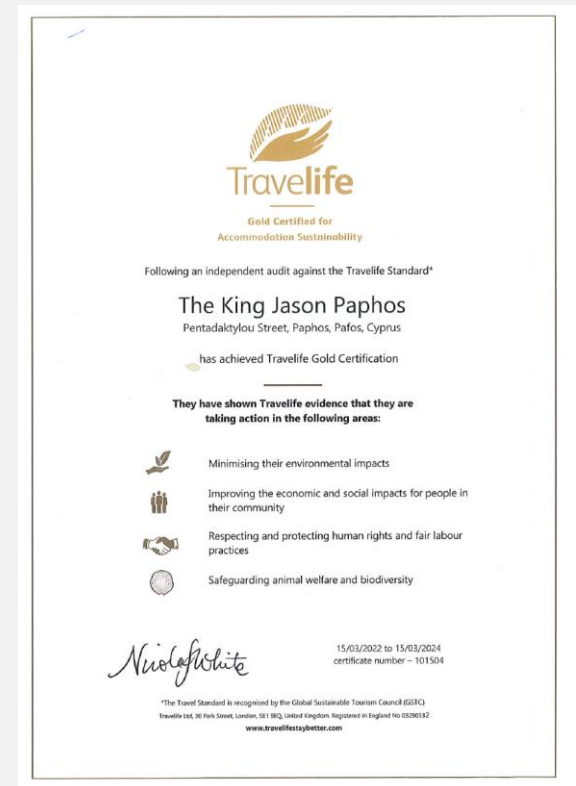 Travelife
Gold Certified for
Accommodation Sustainability
Following an independent audit against the Travelife Standard*
The King Jason Paphos
Pentadaktylou Street, Paphos, Pafos, Cyprus
has achieved Travelife Gold Certification
They have shown Travelife evidence that they are
taking action in the following areas:
Minimising their environmental impacts
Improving the economic and social impacts for people in
their community
Respecting and protecting human rights and fair labour
practices
Safeguarding animal welfare and biodiversity
15/03/2022 to 15/03/2024
certificate number – 101504
*The Travel Standard is recognised by the Global Sustainable Tourism Council (GSTC)
Travelife Ltd, 30 Park Street, London, SE1 9EQ, United Kingdom. Registered in England No 03290532
www.travelifestaybetter.com